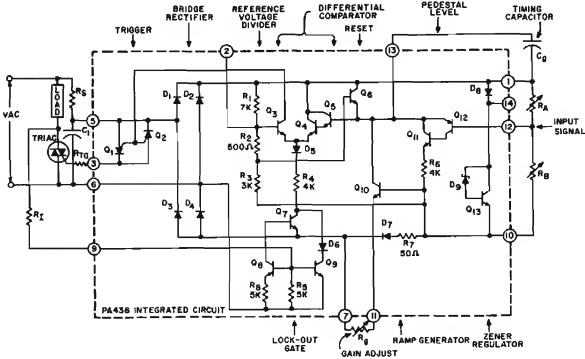 TRIGGER
BRIDGE
RECTIFIER
REFERENCE
VOLTAGE
DIVIDER
DIFFERENTIAL
COMPARATOR
RESET
PEDESTAL
LEVEL
TIMING
CAPACITOR
2
13
Cg
VAC
LOAD
RS
C1
TRIAC
RTG
RI
5
3
6
9
Q1
Q2
D1
D2
D3
D4
R1
7K
R2
500Ω
R3
3K
Q3
Q4
Q5
Q6
D5
R4
4K
Q7
D6
Q8
Q9
R8
5K
R5
5K
Q10
Q11
Q12
R6
4K
D7
R7
50Ω
D8
D9
Q13
1
14
12
10
RA
INPUT
SIGNAL
RB
7
11
Rg
PA436 INTEGRATED CIRCUIT
LOCK-OUT
GATE
GAIN ADJUST
RAMP GENERATOR
ZENER
REGULATOR